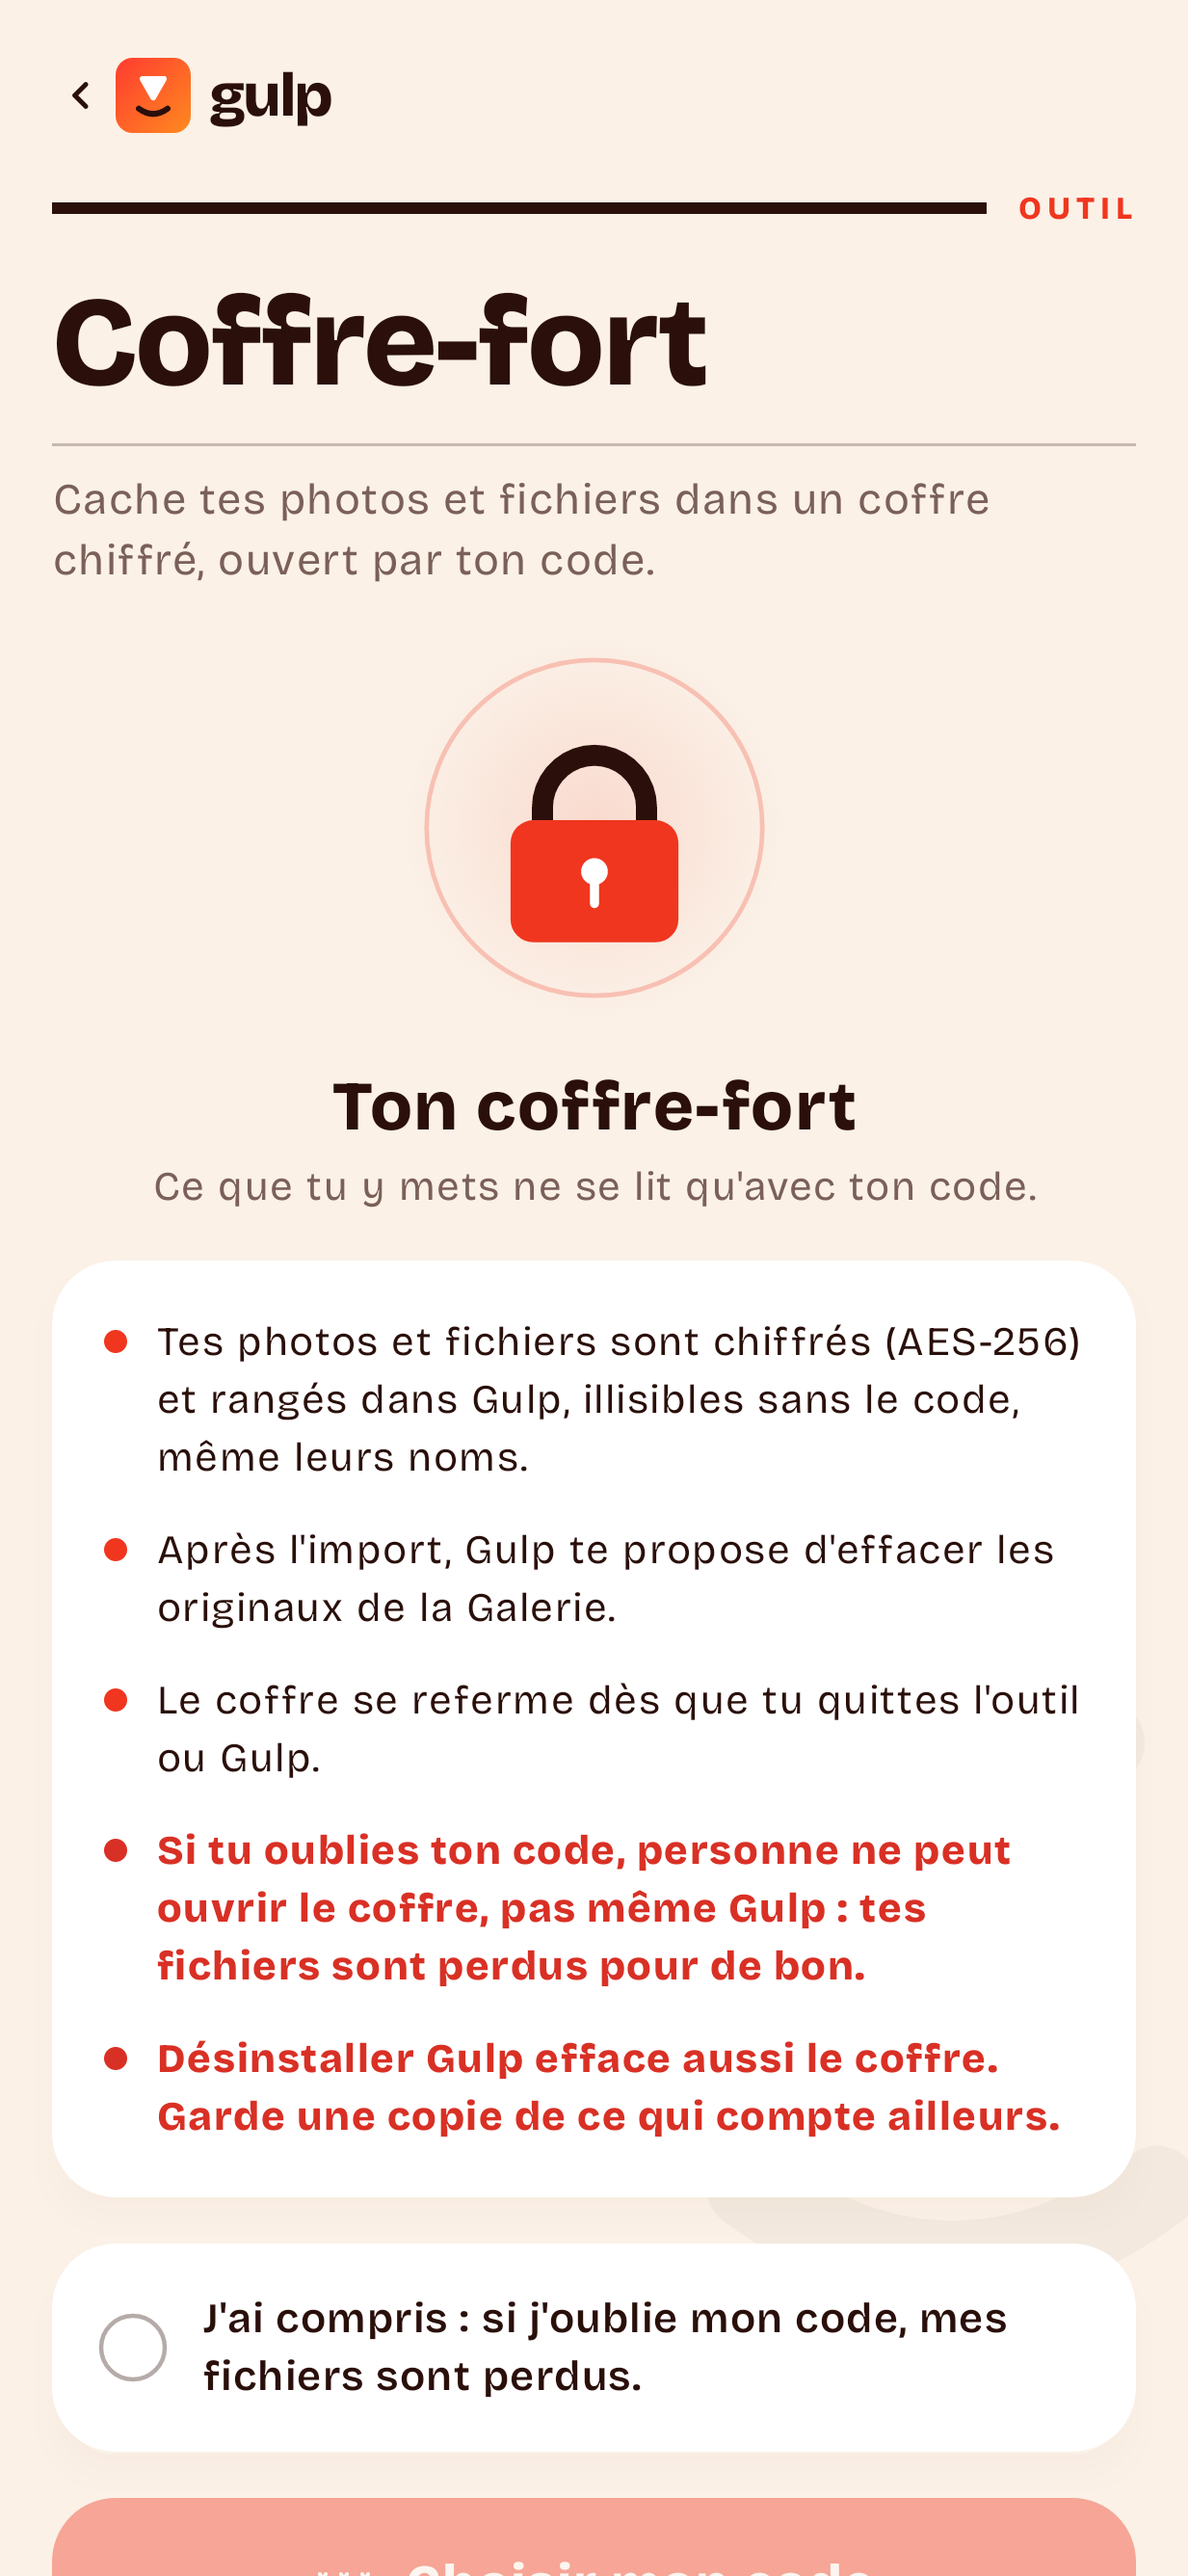 gulp
OUTIL
Coffre-fort
Cache tes photos et fichiers dans un coffre
chiffré, ouvert par ton code.
Ton coffre-fort
Ce que tu y mets ne se lit qu'avec ton code.
Tes photos et fichiers sont chiffrés (AES-256)
et rangés dans Gulp, illisibles sans le code,
même leurs noms.
Après l'import, Gulp te propose d'effacer les
originaux de la Galerie.
Le coffre se referme dès que tu quittes l'outil
ou Gulp.
Si tu oublies ton code, personne ne peut
ouvrir le coffre, pas même Gulp : tes
fichiers sont perdus pour de bon.
Désinstaller Gulp efface aussi le coffre.
Garde une copie de ce qui compte ailleurs.
J'ai compris : si j'oublie mon code, mes
fichiers sont perdus.
Choisir mon code